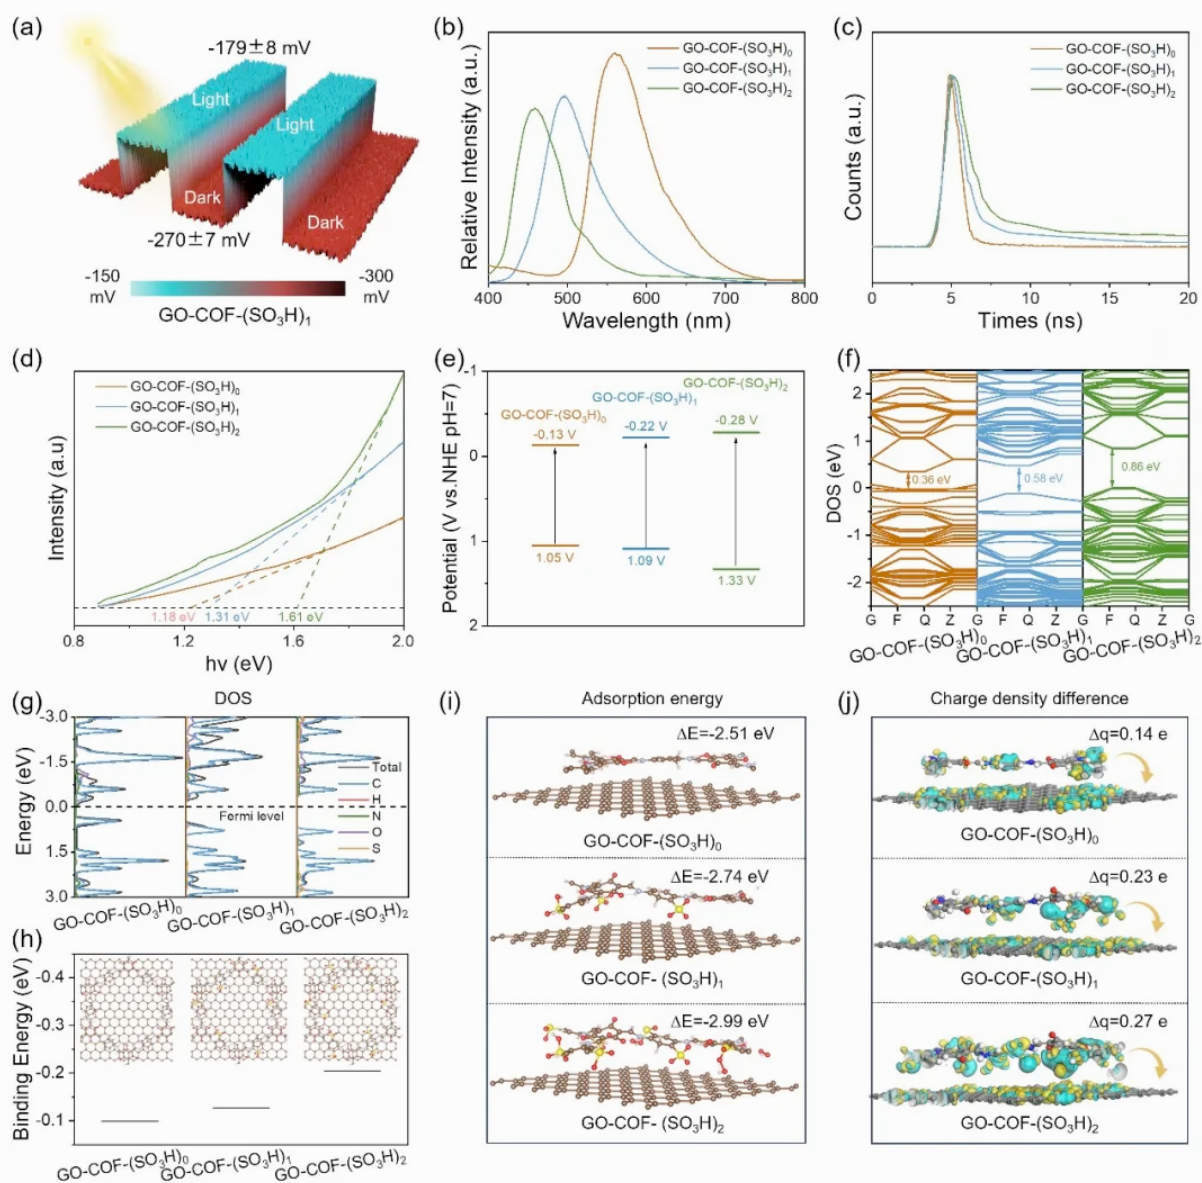 (a)
-179±8 mV
Light
Light
Dark
Dark
-270±7 mV
-150 mV
-300 mV
GO-COF-(SO3H)1
(b)
GO-COF-(SO3H)0
GO-COF-(SO3H)1
GO-COF-(SO3H)2
Relative Intensity (a.u.)
400 500 600 700 800
Wavelength (nm)
(c)
GO-COF-(SO3H)0
GO-COF-(SO3H)1
GO-COF-(SO3H)2
Counts (a.u.)
0 5 10 15 20
Times (ns)
(d)
GO-COF-(SO3H)0
GO-COF-(SO3H)1
GO-COF-(SO3H)2
Intensity (a.u)
1.18 eV 1.31 eV 1.61 eV
0.8 1.2 1.6 2.0
hv (eV)
(e)
Potential (V vs.NHE pH=7)
-1
0
1
2
GO-COF-(SO3H)0
-0.13 V
1.05 V
GO-COF-(SO3H)1
-0.22 V
1.09 V
GO-COF-(SO3H)2
-0.28 V
1.33 V
(f)
DOS (eV)
2
1
0
-1
-2
0.36 eV
0.58 eV
0.86 eV
G F Q Z G F Q Z G F Q Z G
GO-COF-(SO3H)0 GO-COF-(SO3H)1 GO-COF-(SO3H)2
(g)
DOS
Energy (eV)
-3.0
-1.5
0.0
1.5
3.0
Total
C
H
N
O
S
Fermi level
GO-COF-(SO3H)0 GO-COF-(SO3H)1 GO-COF-(SO3H)2
(h)
Binding Energy (eV)
-0.4
-0.3
-0.2
-0.1
GO-COF-(SO3H)0 GO-COF-(SO3H)1 GO-COF-(SO3H)2
(i)
Adsorption energy
ΔE=-2.51 eV
GO-COF-(SO3H)0
ΔE=-2.74 eV
GO-COF- (SO3H)1
ΔE=-2.99 eV
GO-COF- (SO3H)2
(j)
Charge density difference
Δq=0.14 e
GO-COF-(SO3H)0
Δq=0.23 e
GO-COF-(SO3H)1
Δq=0.27 e
GO-COF-(SO3H)2